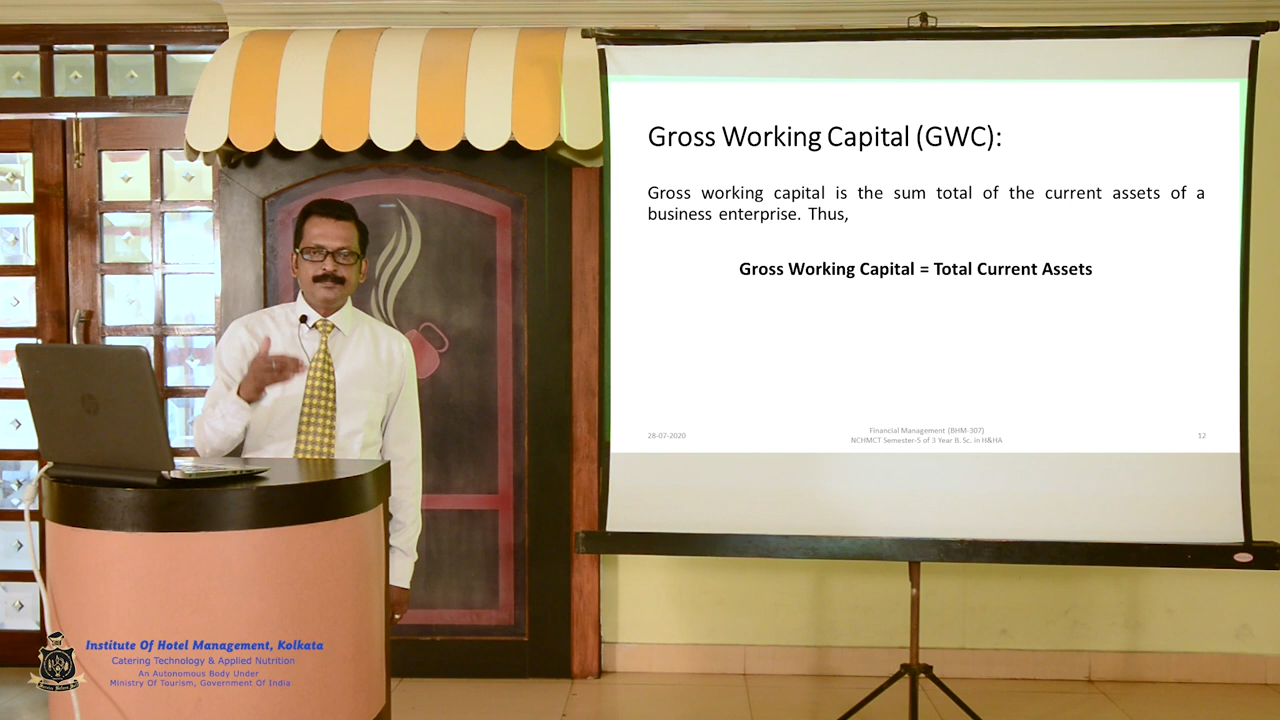 Gross Working Capital (GWC):
Gross working capital is the sum total of the current assets of a
business enterprise. Thus,
Gross Working Capital = Total Current Assets
28-07-2020
Financial Management (BHM-307)
NCHMCT Semester-5 of 3 Year B. Sc. in H&HA
12
Institute Of Hotel Management, Kolkata
Catering Technology & Applied Nutrition
An Autonomous Body Under
Ministry Of Tourism, Government Of India